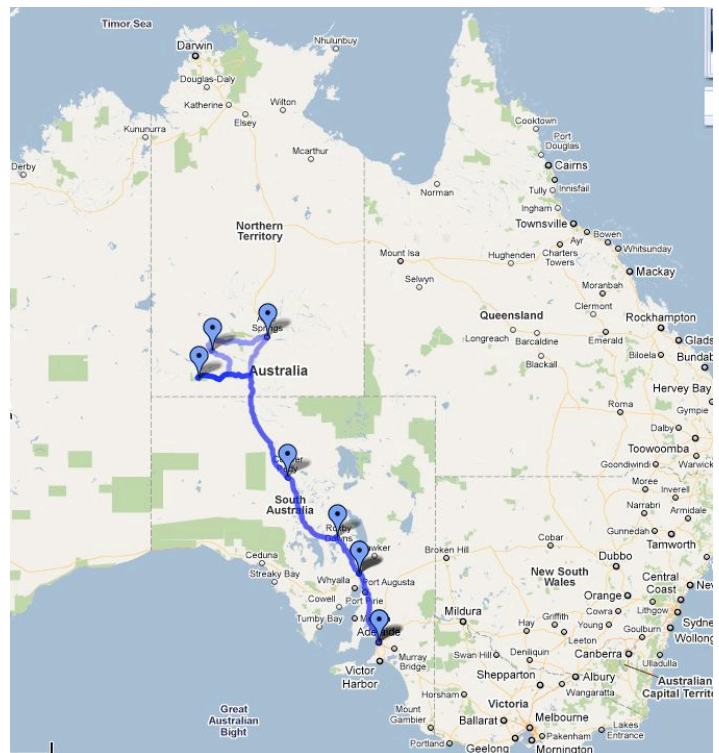 Timor Sea
Nhulunbuy
Darwin
Douglas-Daly
Katherine
Wilton
Elsey
Kununurra
Derby
Mcarthur
Cooktown
Port
Douglas
Cairns
Tully
Innisfail
Ingham
Norman
Townsville
Northern
Territory
Bowen
Ayr
Whitsunday
Mount Isa
Hughenden
Charters
Towers
Mackay
Selwyn
Moranbah
Clermont
Queensland
Rockhampton
Springs
Longreach
Barcaldine
Emerald
Glads
Blackall
Biloela
Bundab
Australia
Hervey Bay
Roma
Gympie
Dalby
Toowoomba
Goondiwindi
Warwick
South
Australia
Moree
Inverell
Narrabri
Armidale
Gunnedah
Tamworth
Cobar
Ceduna
Streaky Bay
Broken Hill
Dubbo
Whyalla
Port Augusta
New South
Wales
Central
Coast
Cowell
Port Pirie
Orange
Lithgow
Tumby Bay
Mildura
Griffith
Cowra
Young
Adelaide
Hay
Leeton
Goulburn
Wollong
Murray
Bridge
Swan Hill
Deniliquin
Canberra
Ulladulla
Victor
Harbor
Shepparton
Albury
Wangaratta
Australian
Capital Territo
Horsham
Victoria
Great
Australian
Bight
Mount
Gambier
Ballarat
Melbourne
Lakes
Entrance
Portland
Geelong
Pakenham
Mornington